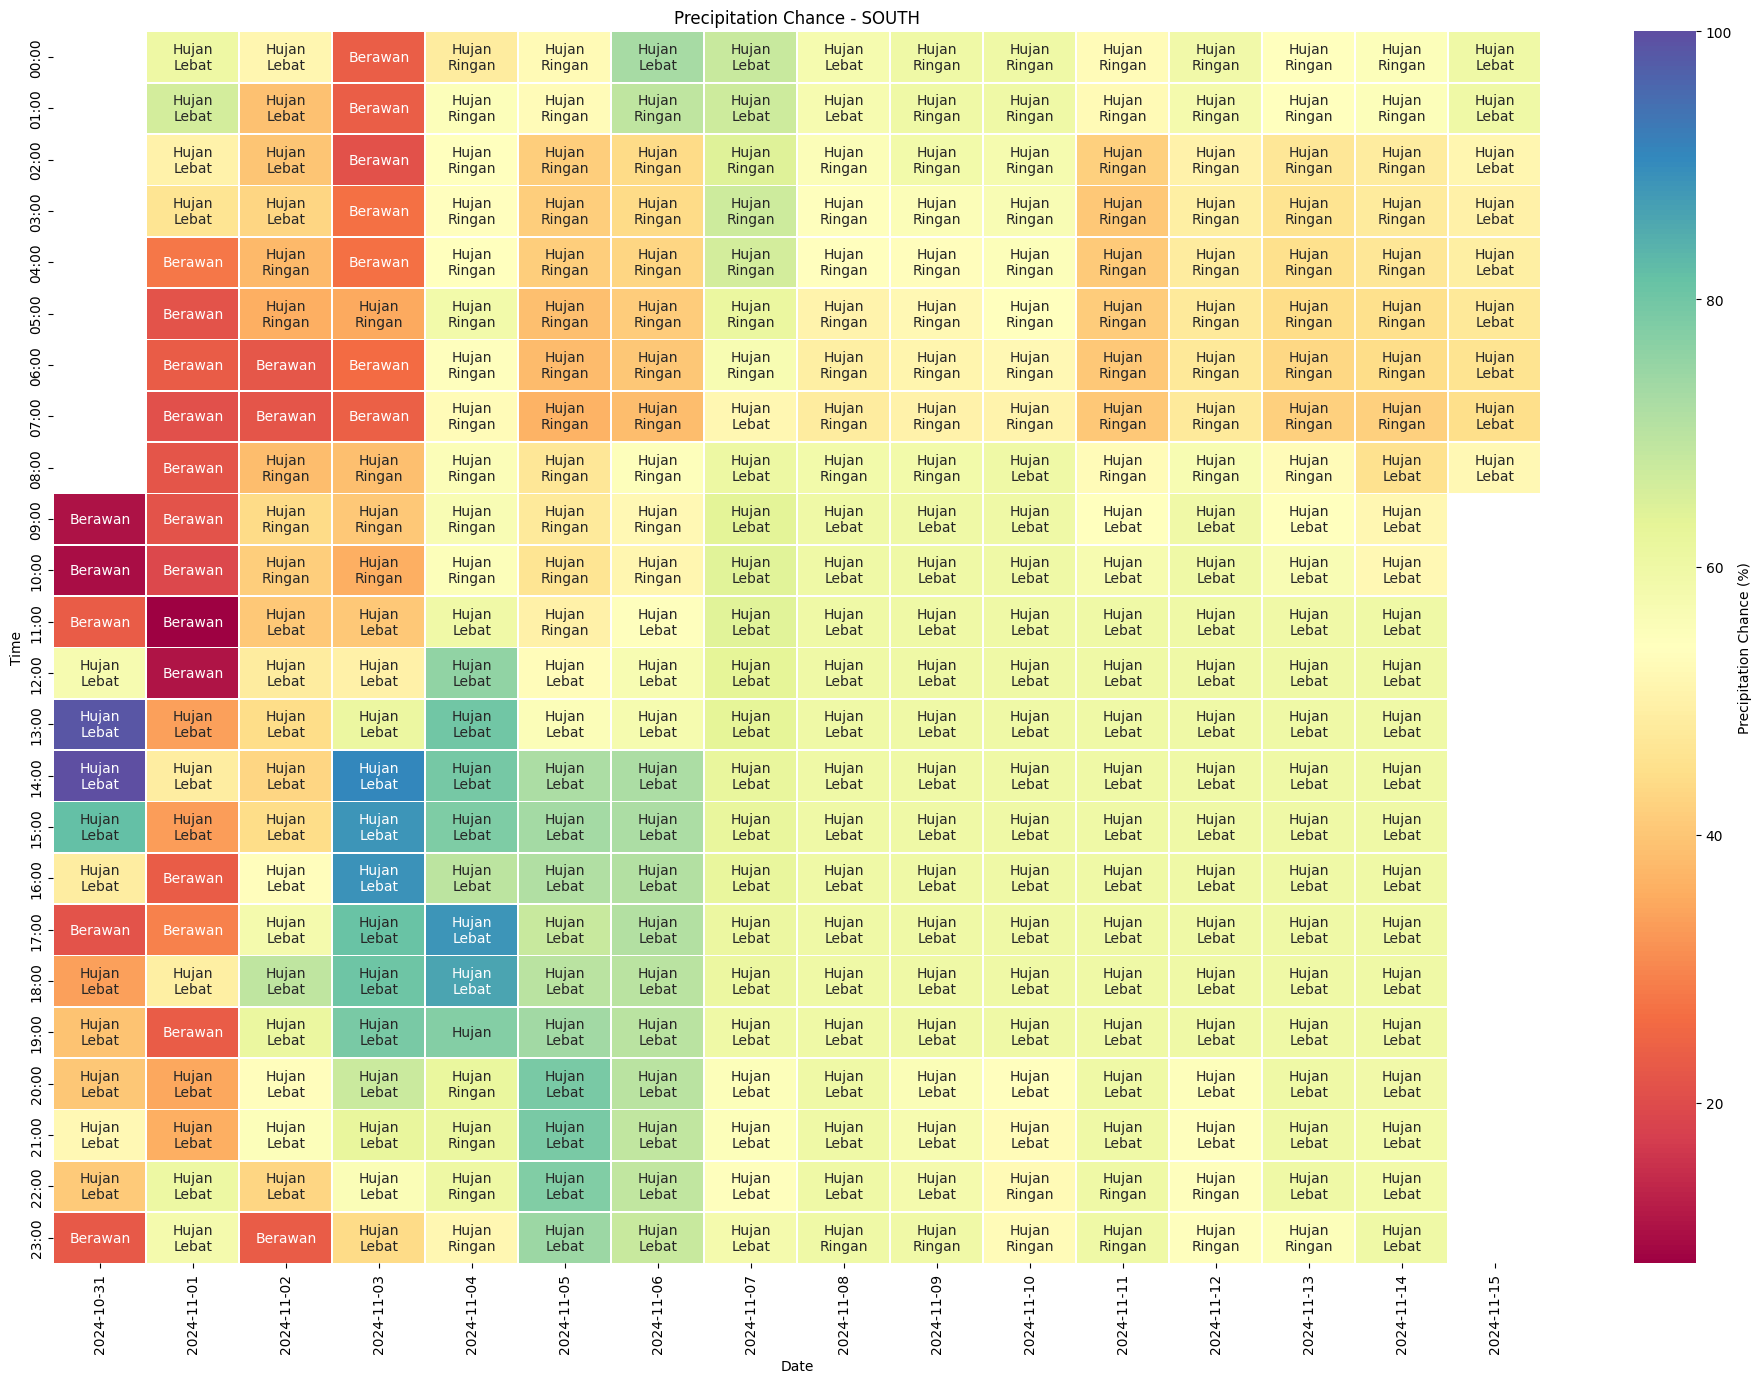 Precipitation Chance - SOUTH
00:00 Hujan Lebat Hujan Lebat Berawan Hujan Ringan Hujan Ringan Hujan Lebat Hujan Lebat Hujan Lebat Hujan Ringan Hujan Ringan Hujan Ringan Hujan Ringan Hujan Ringan Hujan Ringan Hujan Lebat
01:00 Hujan Lebat Hujan Lebat Berawan Hujan Ringan Hujan Ringan Hujan Ringan Hujan Lebat Hujan Lebat Hujan Ringan Hujan Ringan Hujan Ringan Hujan Ringan Hujan Ringan Hujan Ringan Hujan Lebat
02:00 Hujan Lebat Hujan Lebat Berawan Hujan Ringan Hujan Ringan Hujan Ringan Hujan Ringan Hujan Ringan Hujan Ringan Hujan Ringan Hujan Ringan Hujan Ringan Hujan Ringan Hujan Ringan Hujan Lebat
03:00 Hujan Lebat Hujan Lebat Berawan Hujan Ringan Hujan Ringan Hujan Ringan Hujan Ringan Hujan Ringan Hujan Ringan Hujan Ringan Hujan Ringan Hujan Ringan Hujan Ringan Hujan Ringan Hujan Lebat
04:00 Berawan Hujan Ringan Berawan Hujan Ringan Hujan Ringan Hujan Ringan Hujan Ringan Hujan Ringan Hujan Ringan Hujan Ringan Hujan Ringan Hujan Ringan Hujan Ringan Hujan Ringan Hujan Lebat
05:00 Berawan Hujan Ringan Hujan Ringan Hujan Ringan Hujan Ringan Hujan Ringan Hujan Ringan Hujan Ringan Hujan Ringan Hujan Ringan Hujan Ringan Hujan Ringan Hujan Ringan Hujan Ringan Hujan Lebat
06:00 Berawan Berawan Berawan Hujan Ringan Hujan Ringan Hujan Ringan Hujan Ringan Hujan Ringan Hujan Ringan Hujan Ringan Hujan Ringan Hujan Ringan Hujan Ringan Hujan Ringan Hujan Lebat
07:00 Berawan Berawan Berawan Hujan Ringan Hujan Ringan Hujan Ringan Hujan Lebat Hujan Ringan Hujan Ringan Hujan Ringan Hujan Ringan Hujan Ringan Hujan Ringan Hujan Ringan Hujan Lebat
08:00 Berawan Hujan Ringan Hujan Ringan Hujan Ringan Hujan Ringan Hujan Ringan Hujan Lebat Hujan Ringan Hujan Ringan Hujan Lebat Hujan Ringan Hujan Ringan Hujan Ringan Hujan Lebat Hujan Lebat
09:00 Berawan Berawan Hujan Ringan Hujan Ringan Hujan Ringan Hujan Ringan Hujan Ringan Hujan Lebat Hujan Lebat Hujan Lebat Hujan Lebat Hujan Lebat Hujan Lebat Hujan Lebat Hujan Lebat
10:00 Berawan Berawan Hujan Ringan Hujan Ringan Hujan Ringan Hujan Ringan Hujan Ringan Hujan Lebat Hujan Lebat Hujan Lebat Hujan Lebat Hujan Lebat Hujan Lebat Hujan Lebat Hujan Lebat
11:00 Berawan Berawan Hujan Lebat Hujan Lebat Hujan Lebat Hujan Ringan Hujan Lebat Hujan Lebat Hujan Lebat Hujan Lebat Hujan Lebat Hujan Lebat Hujan Lebat Hujan Lebat Hujan Lebat
12:00 Hujan Lebat Berawan Hujan Lebat Hujan Lebat Hujan Lebat Hujan Lebat Hujan Lebat Hujan Lebat Hujan Lebat Hujan Lebat Hujan Lebat Hujan Lebat Hujan Lebat Hujan Lebat Hujan Lebat
13:00 Hujan Lebat Hujan Lebat Hujan Lebat Hujan Lebat Hujan Lebat Hujan Lebat Hujan Lebat Hujan Lebat Hujan Lebat Hujan Lebat Hujan Lebat Hujan Lebat Hujan Lebat Hujan Lebat Hujan Lebat
14:00 Hujan Lebat Hujan Lebat Hujan Lebat Hujan Lebat Hujan Lebat Hujan Lebat Hujan Lebat Hujan Lebat Hujan Lebat Hujan Lebat Hujan Lebat Hujan Lebat Hujan Lebat Hujan Lebat Hujan Lebat
15:00 Hujan Lebat Hujan Lebat Hujan Lebat Hujan Lebat Hujan Lebat Hujan Lebat Hujan Lebat Hujan Lebat Hujan Lebat Hujan Lebat Hujan Lebat Hujan Lebat Hujan Lebat Hujan Lebat Hujan Lebat
16:00 Hujan Lebat Berawan Hujan Lebat Hujan Lebat Hujan Lebat Hujan Lebat Hujan Lebat Hujan Lebat Hujan Lebat Hujan Lebat Hujan Lebat Hujan Lebat Hujan Lebat Hujan Lebat Hujan Lebat
17:00 Berawan Berawan Hujan Lebat Hujan Lebat Hujan Lebat Hujan Lebat Hujan Lebat Hujan Lebat Hujan Lebat Hujan Lebat Hujan Lebat Hujan Lebat Hujan Lebat Hujan Lebat Hujan Lebat
18:00 Hujan Lebat Hujan Lebat Hujan Lebat Hujan Lebat Hujan Lebat Hujan Lebat Hujan Lebat Hujan Lebat Hujan Lebat Hujan Lebat Hujan Lebat Hujan Lebat Hujan Lebat Hujan Lebat Hujan Lebat
19:00 Hujan Lebat Berawan Hujan Lebat Hujan Lebat Hujan Hujan Lebat Hujan Lebat Hujan Lebat Hujan Lebat Hujan Lebat Hujan Lebat Hujan Lebat Hujan Lebat Hujan Lebat Hujan Lebat
20:00 Hujan Lebat Hujan Lebat Hujan Lebat Hujan Lebat Hujan Ringan Hujan Lebat Hujan Lebat Hujan Lebat Hujan Lebat Hujan Lebat Hujan Lebat Hujan Lebat Hujan Lebat Hujan Lebat Hujan Lebat
21:00 Hujan Lebat Hujan Lebat Hujan Lebat Hujan Lebat Hujan Ringan Hujan Lebat Hujan Lebat Hujan Lebat Hujan Lebat Hujan Lebat Hujan Lebat Hujan Lebat Hujan Lebat Hujan Lebat Hujan Lebat
22:00 Hujan Lebat Hujan Lebat Hujan Lebat Hujan Lebat Hujan Ringan Hujan Lebat Hujan Lebat Hujan Lebat Hujan Lebat Hujan Lebat Hujan Ringan Hujan Ringan Hujan Ringan Hujan Lebat Hujan Lebat
23:00 Berawan Hujan Lebat Berawan Hujan Lebat Hujan Ringan Hujan Lebat Hujan Lebat Hujan Lebat Hujan Ringan Hujan Ringan Hujan Ringan Hujan Ringan Hujan Ringan Hujan Ringan Hujan Lebat
Time
2024-10-31 2024-11-01 2024-11-02 2024-11-03 2024-11-04 2024-11-05 2024-11-06 2024-11-07 2024-11-08 2024-11-09 2024-11-10 2024-11-11 2024-11-12 2024-11-13 2024-11-14 2024-11-15
Date
100
80
60
40
20
Precipitation Chance (%)